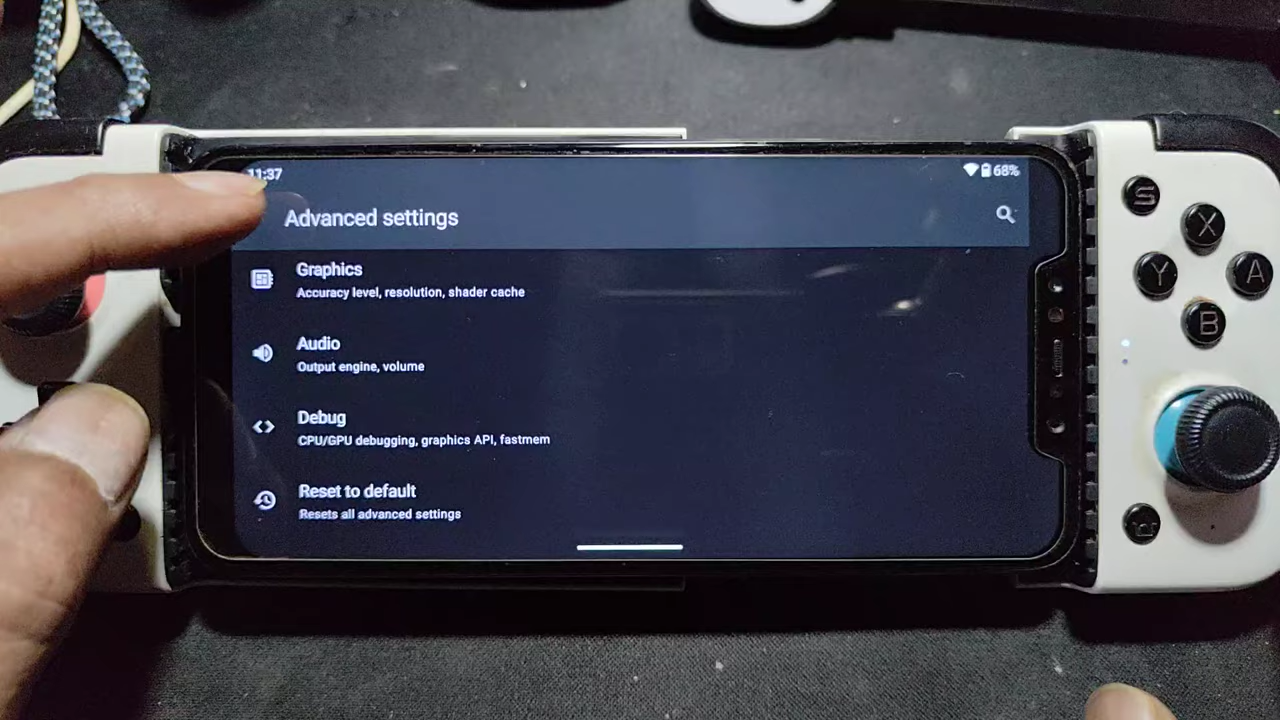 11:37
68%
Advanced settings
Graphics
Accuracy level, resolution, shader cache
Audio
Output engine, volume
Debug
CPU/GPU debugging, graphics API, fastmem
Reset to default
Resets all advanced settings
S
X
Y
A
B